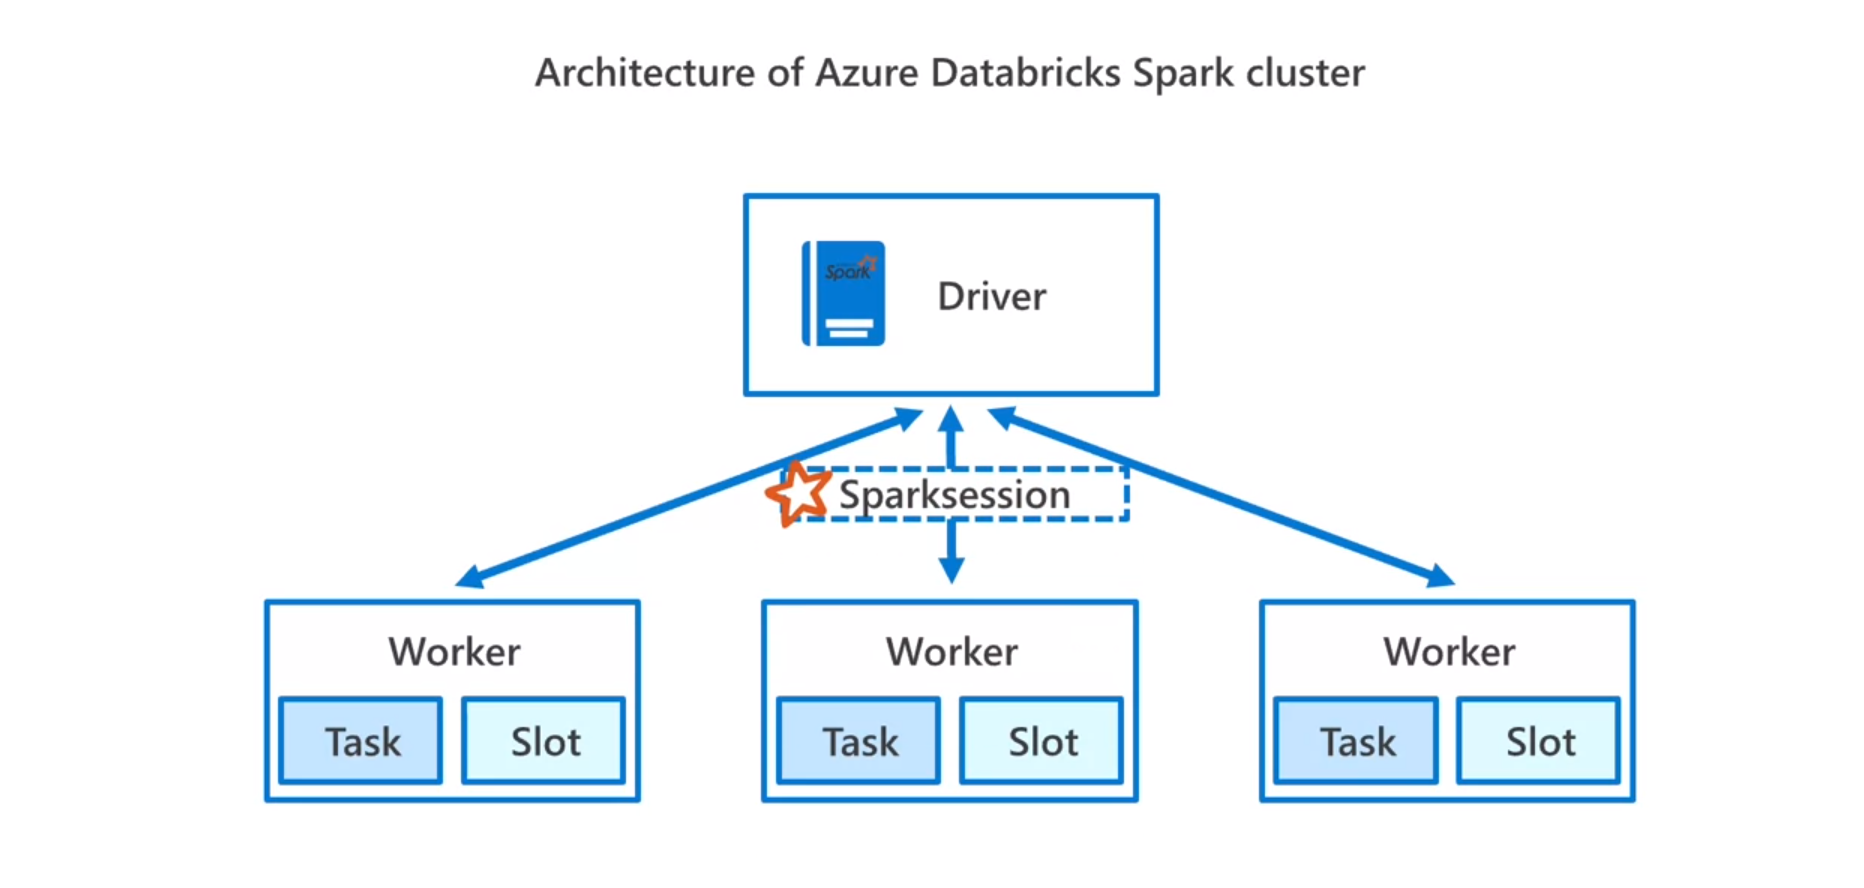 Architecture of Azure Databricks Spark cluster
Spark
Driver
Sparksession
Worker
Task
Slot
Worker
Task
Slot
Worker
Task
Slot